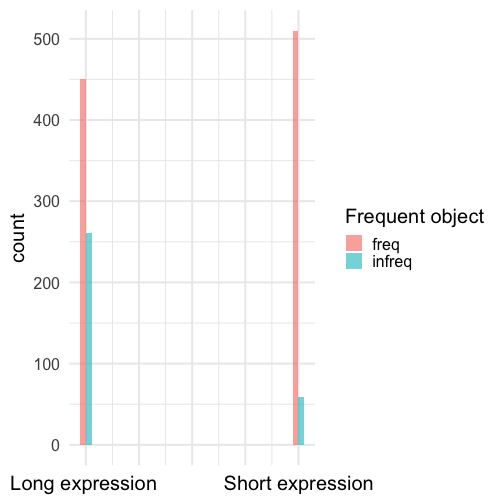 500
400
300
200
100
0
count
Long expression
Short expression
Frequent object
freq
infreq